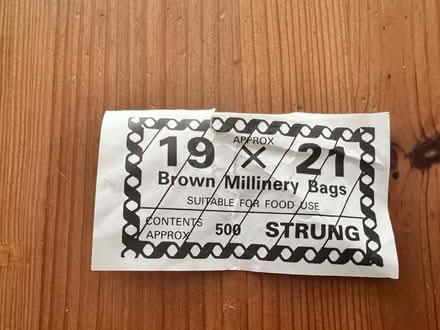 APPROX
19 × 21
Brown Millinery Bags
SUITABLE FOR FOOD USE
CONTENTS APPROX 500 STRUNG